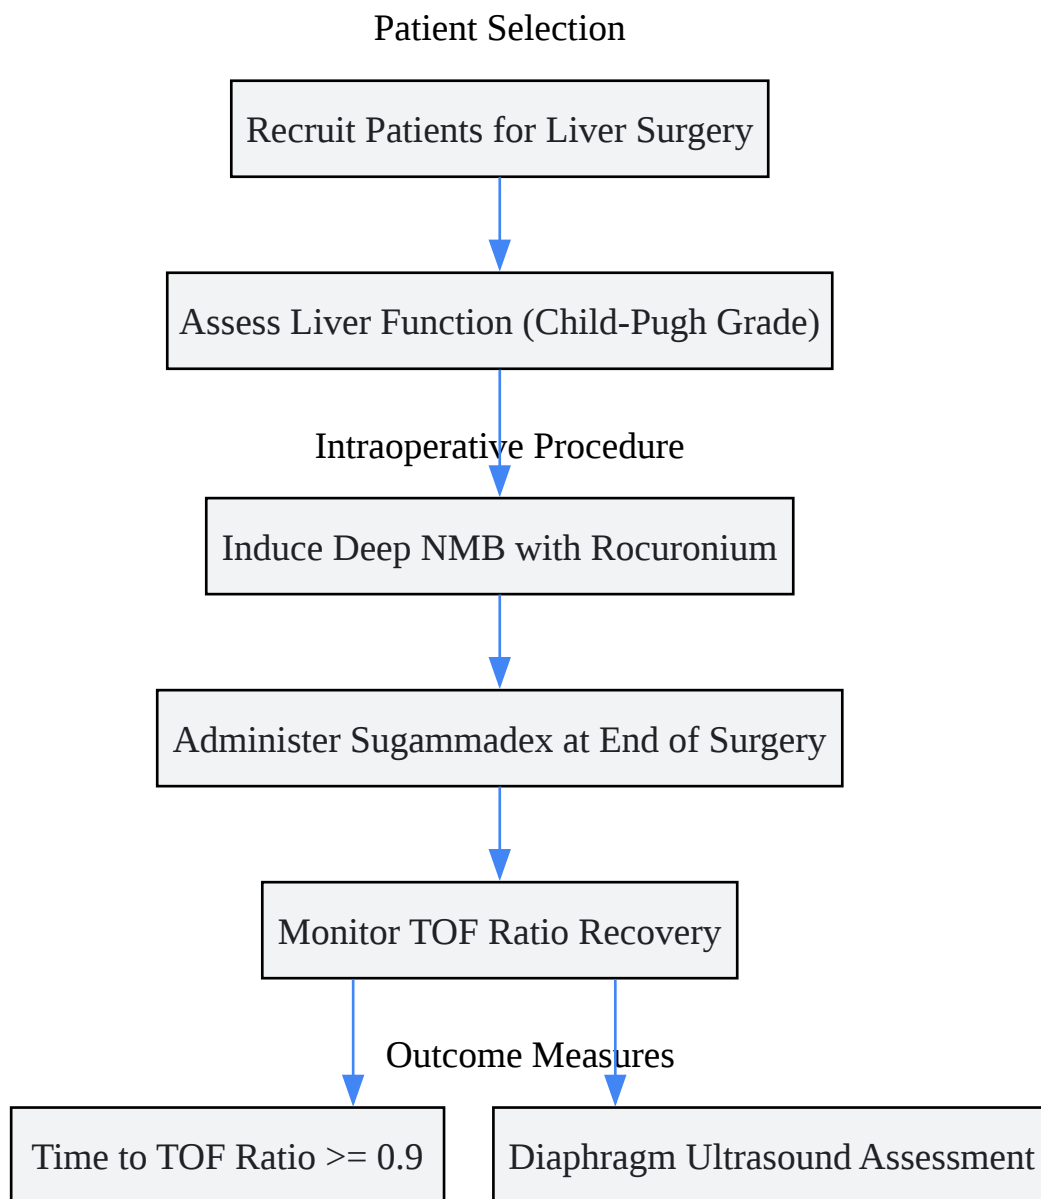 Patient Selection
Recruit Patients for Liver Surgery
Assess Liver Function (Child-Pugh Grade)
Intraoperative Procedure
Induce Deep NMB with Rocuronium
Administer Sugammadex at End of Surgery
Monitor TOF Ratio Recovery
Outcome Measures
Time to TOF Ratio >= 0.9
Diaphragm Ultrasound Assessment